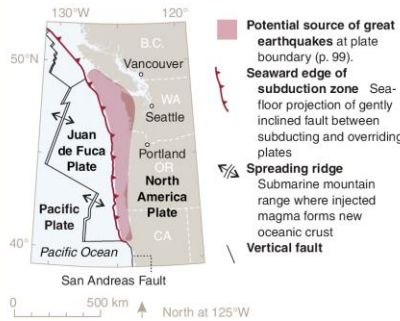 130°W
120°
50°N
B.C.
Vancouver
WA
Seattle
Juan
de Fuca
Plate
Portland
OR
North
America
Plate
Pacific
Plate
CA
40°
Pacific Ocean
San Andreas Fault
0 500 km
North at 125°W
Potential source of great
earthquakes at plate
boundary (p. 99).
Seaward edge of
subduction zone Sea-
floor projection of gently
inclined fault between
subducting and overriding
plates
Spreading ridge
Submarine mountain
range where injected
magma forms new
oceanic crust
Vertical fault